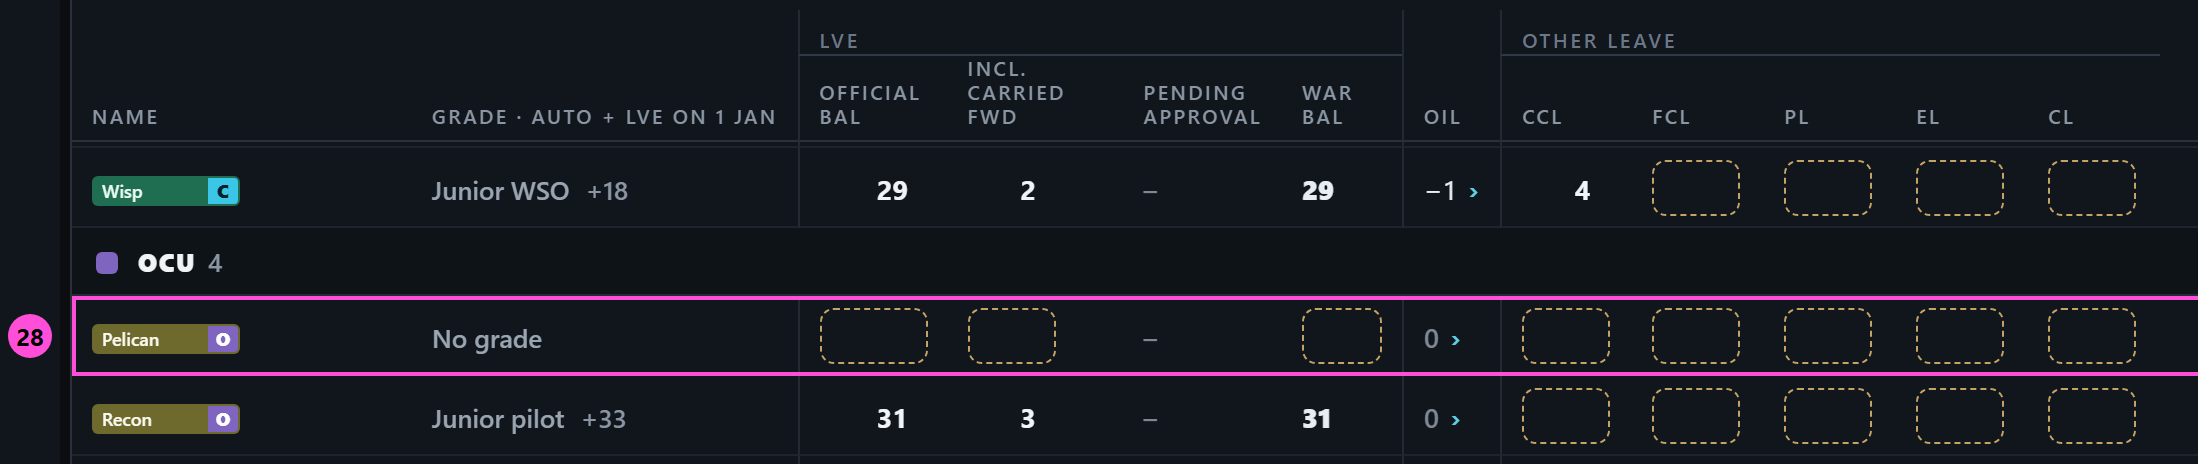 LVE
OTHER LEAVE
NAME
GRADE · AUTO + LVE ON 1 JAN
OFFICIAL BAL
INCL. CARRIED FWD
PENDING APPROVAL
WAR BAL
OIL
CCL
FCL
PL
EL
CL
Wisp C Junior WSO +18 29 2 – 29 −1 › 4
OCU 4
28
Pelican O No grade – 0 ›
Recon O Junior pilot +33 31 3 – 31 0 ›